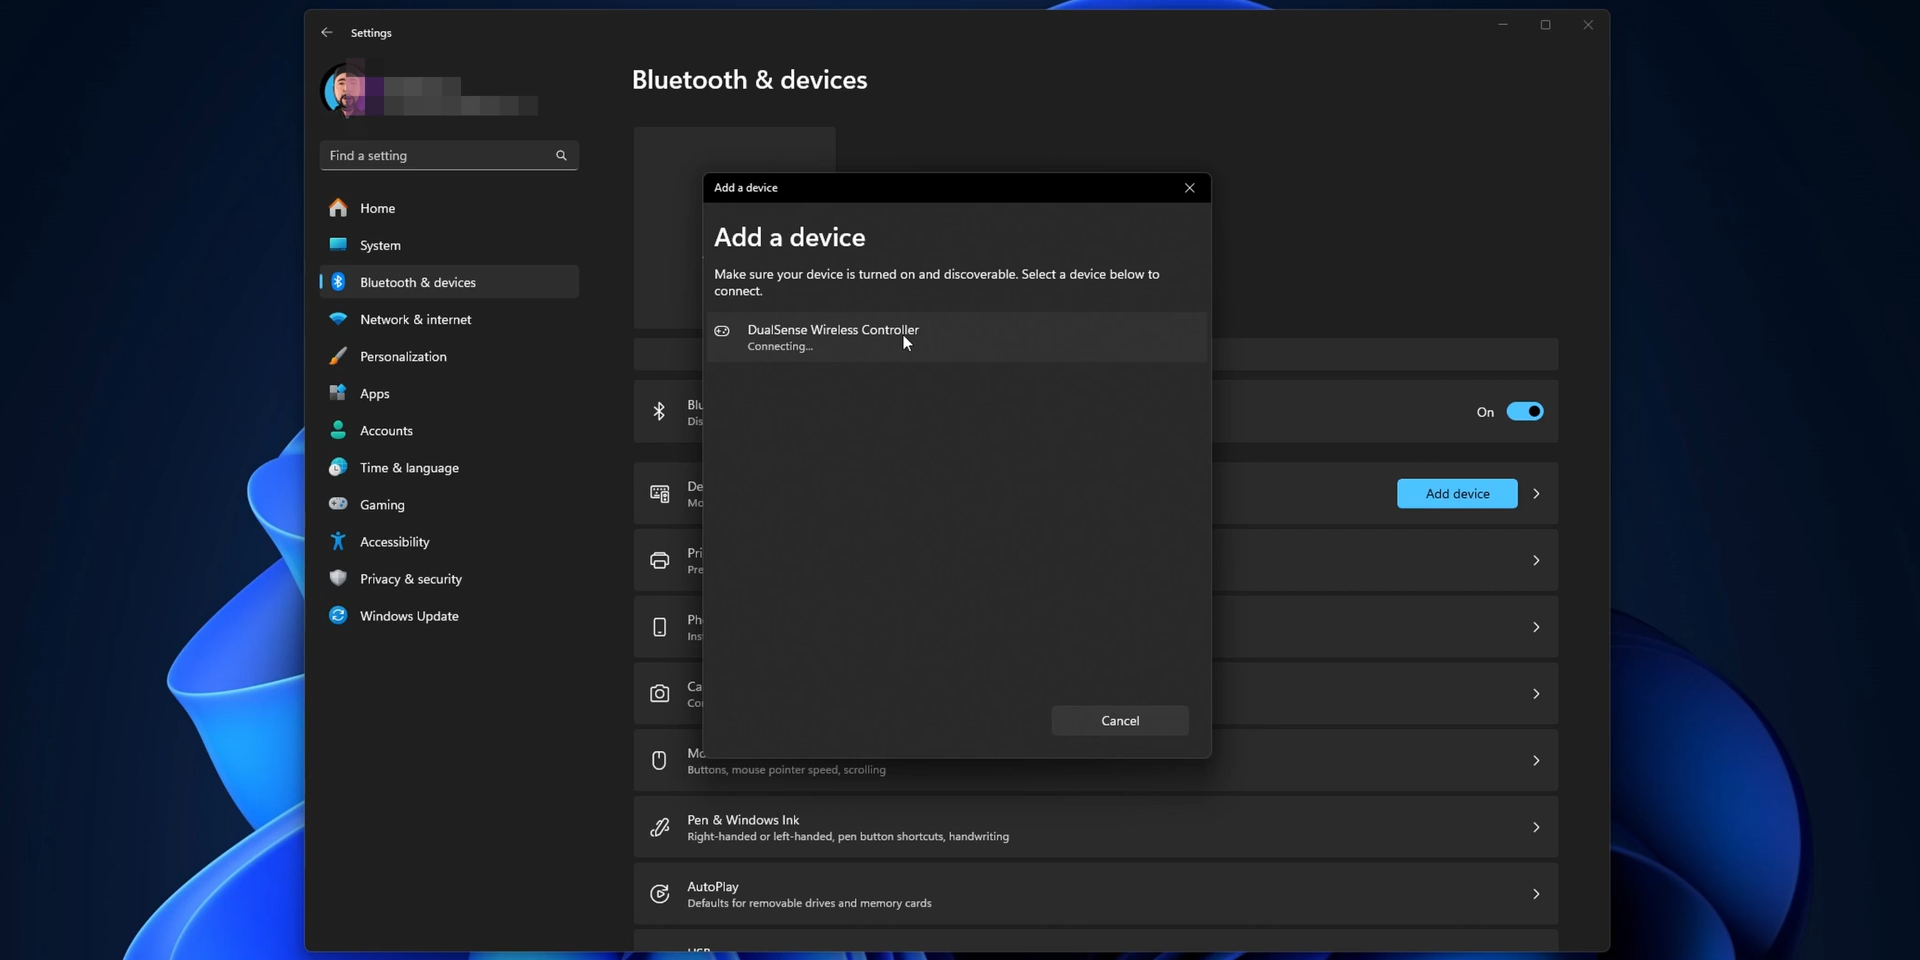 Settings
Bluetooth & devices
Find a setting
Home
System
Bluetooth & devices
Network & internet
Personalization
Apps
Accounts
Time & language
Gaming
Accessibility
Privacy & security
Windows Update
Add a device
Add a device
Make sure your device is turned on and discoverable. Select a device below to
connect.
DualSense Wireless Controller
Connecting...
Cancel
On
Add device
Buttons, mouse pointer speed, scrolling
Pen & Windows Ink
Right-handed or left-handed, pen button shortcuts, handwriting
AutoPlay
Defaults for removable drives and memory cards